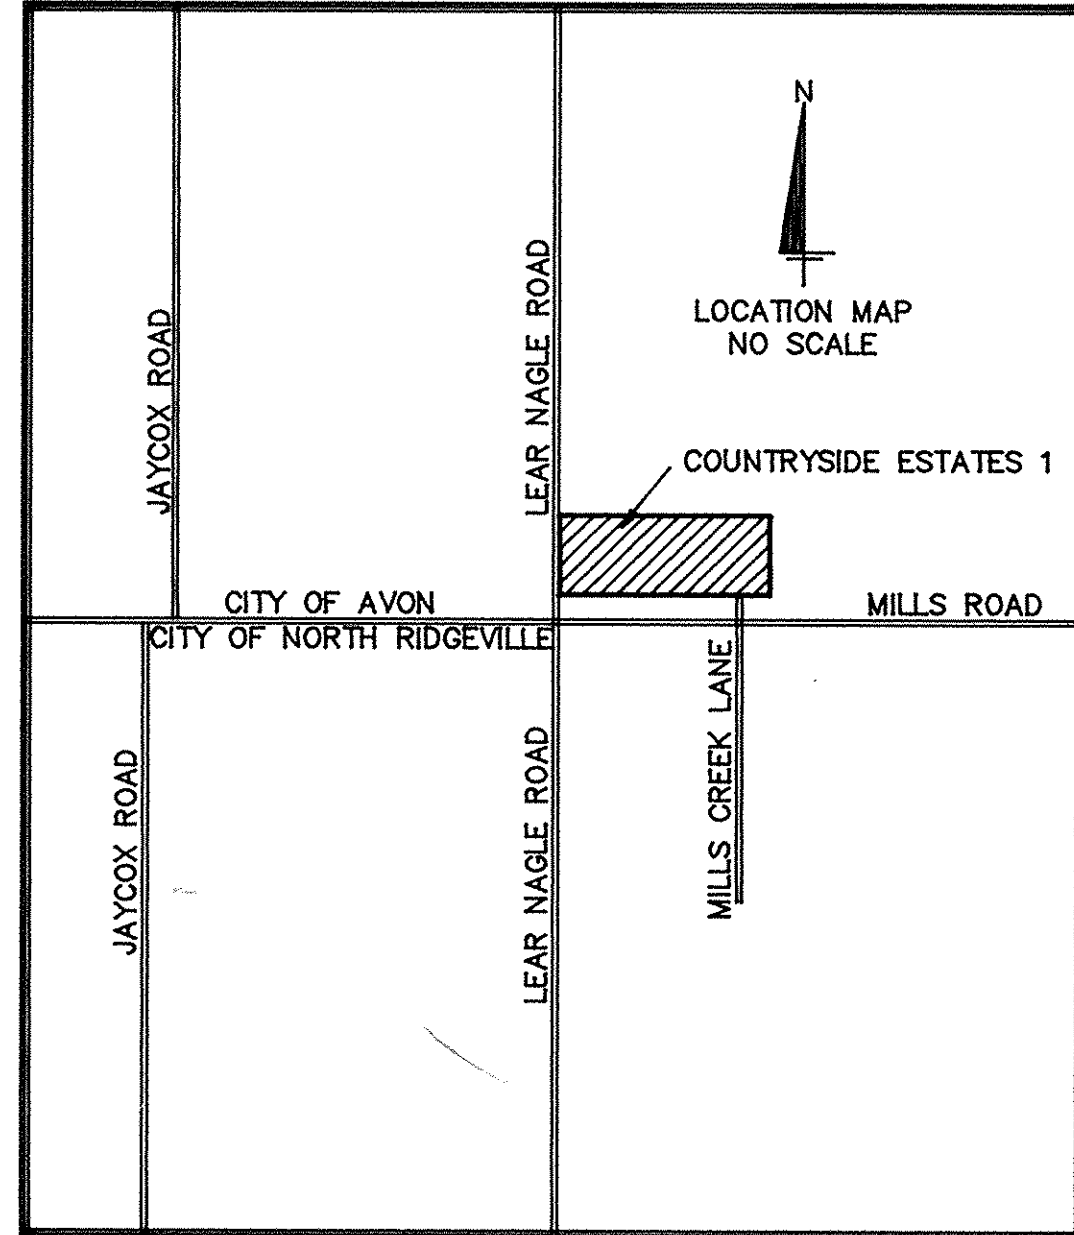 N
LOCATION MAP
NO SCALE
JAYCOX ROAD
LEAR NAGLE ROAD
COUNTRYSIDE ESTATES 1
CITY OF AVON
MILLS ROAD
CITY OF NORTH RIDGEVILLE
JAYCOX ROAD
LEAR NAGLE ROAD
MILLS CREEK LANE